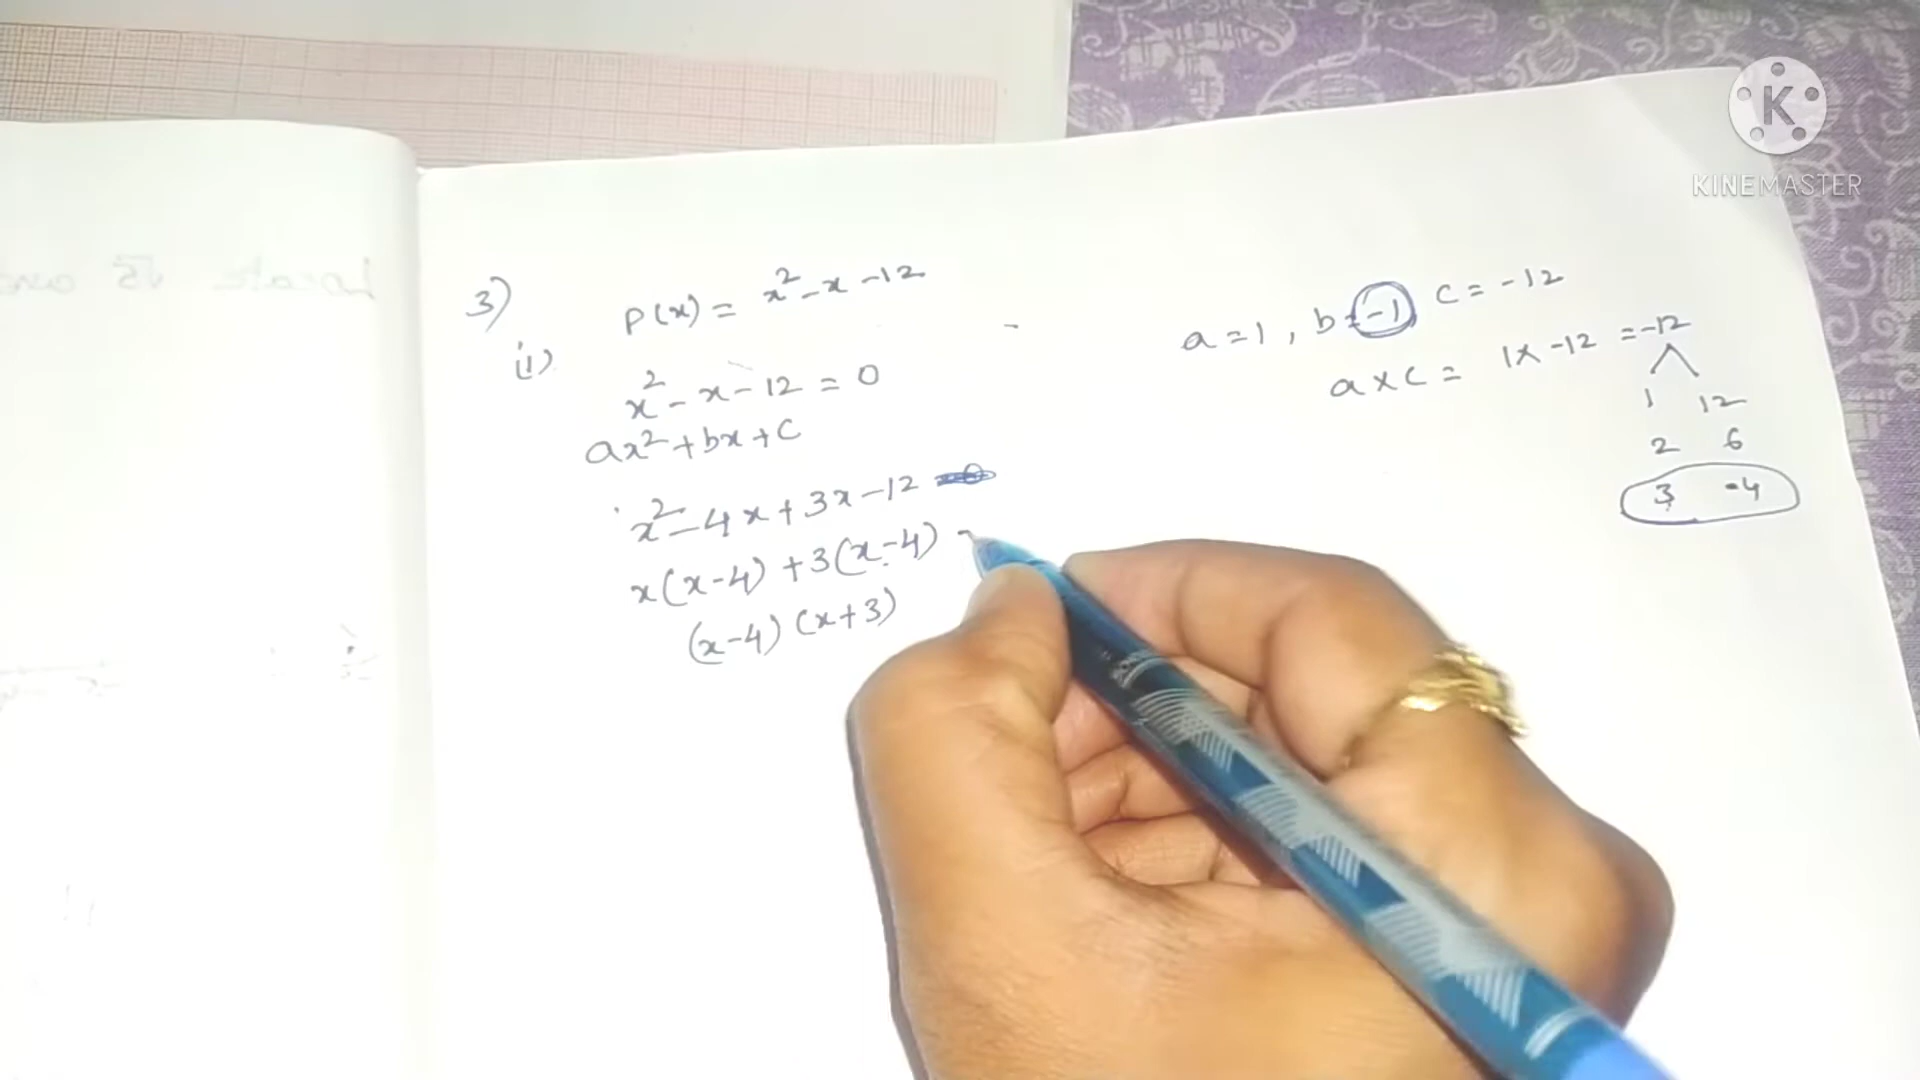 3)
P(x) = x² - x - 12
(i)
x² - x - 12 = 0
ax² + bx + c
x² - 4x + 3x - 12
x(x-4) + 3(x-4)
(x-4) (x+3)
a = 1, b = -1 c = -12
a x c = 1x -12 = -12
1 12
2 6
3 -4
K
KINEMASTER